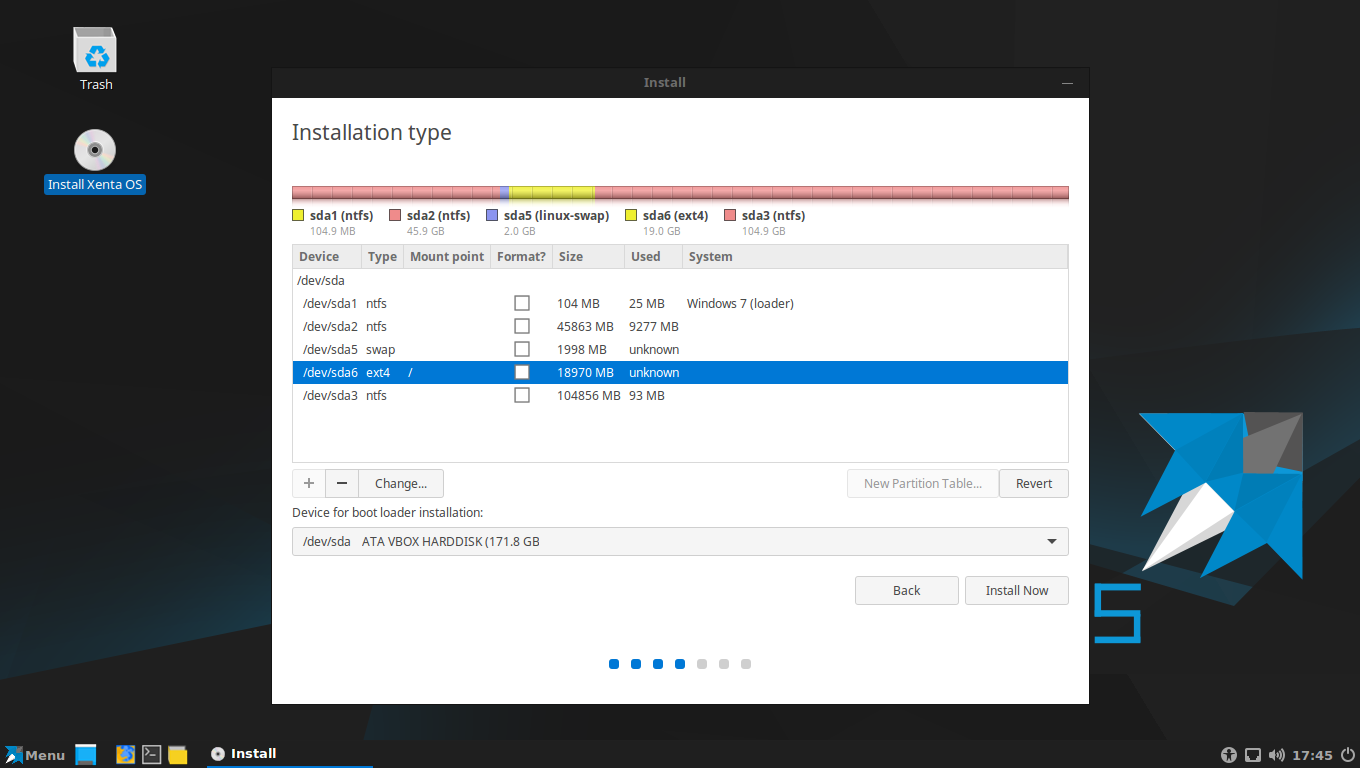 Trash
Install Xenta OS
Install
Installation type
sda1 (ntfs) sda2 (ntfs) sda5 (linux-swap) sda6 (ext4) sda3 (ntfs)
104.9 MB 45.9 GB 2.0 GB 19.0 GB 104.9 GB
Device Type Mount point Format? Size Used System
/dev/sda
/dev/sda1 ntfs 104 MB 25 MB Windows 7 (loader)
/dev/sda2 ntfs 45863 MB 9277 MB
/dev/sda5 swap 1998 MB unknown
/dev/sda6 ext4 / 18970 MB unknown
/dev/sda3 ntfs 104856 MB 93 MB
+ − Change... New Partition Table... Revert
Device for boot loader installation:
/dev/sda ATA VBOX HARDDISK (171.8 GB
Back Install Now
S
Menu Install 17:45